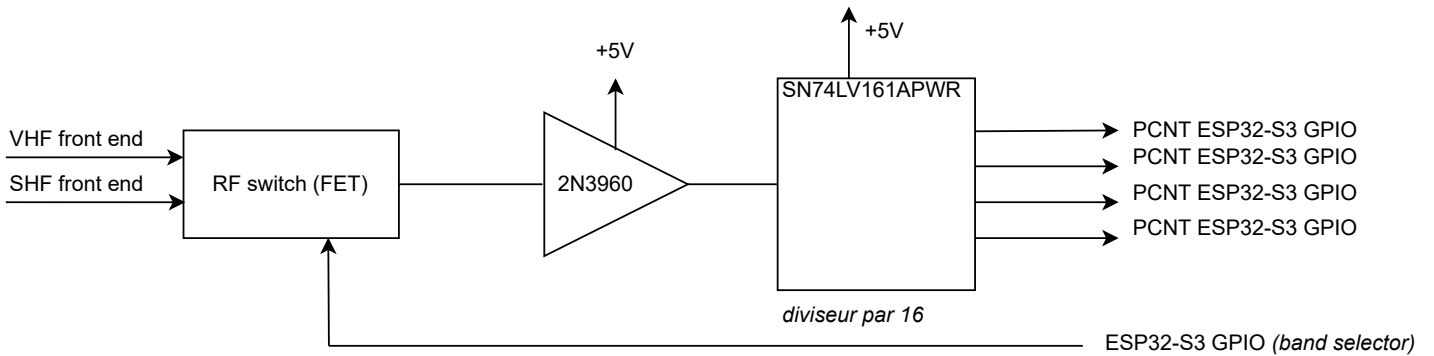 +5V
+5V
SN74LV161APWR
VHF front end
SHF front end
RF switch (FET)
2N3960
PCNT ESP32-S3 GPIO
PCNT ESP32-S3 GPIO
PCNT ESP32-S3 GPIO
PCNT ESP32-S3 GPIO
diviseur par 16
ESP32-S3 GPIO (band selector)